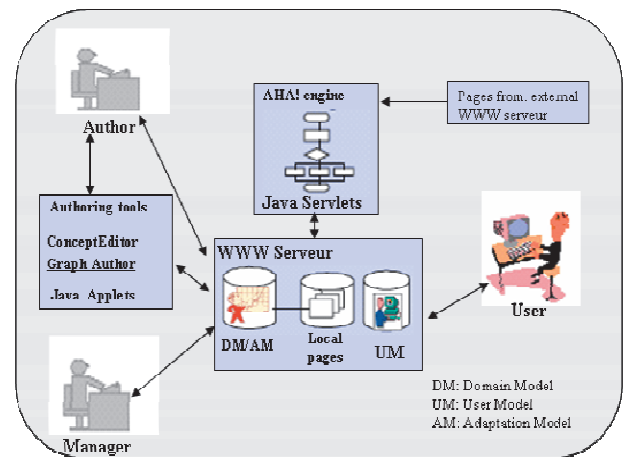 Author
AHA! engine
Java Servlets
Pages from external
WWW serveur
Authoring tools
ConceptEditor
Graph Author
Java Applets
WWW Serveur
DM/AM
Local
pages
UM
User
Manager
DM: Domain Model
UM: User Model
AM: Adaptation Model